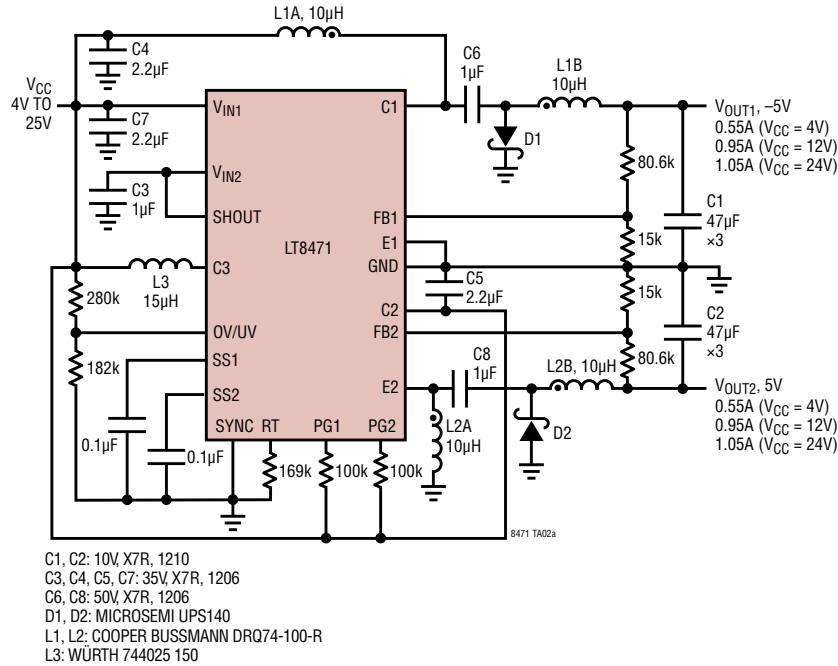 L1A, 10µH
C4
2.2µF
C6
1µF
L1B
10µH
VCC
4V TO
25V
C7
2.2µF
VIN1
C1
D1
VOUT1, –5V
0.55A (VCC = 4V)
0.95A (VCC = 12V)
1.05A (VCC = 24V)
80.6k
VIN2
C3
1µF
SHOUT
FB1
C1
47µF
×3
E1
15k
LT8471
GND
C3
L3
15µH
C5
2.2µF
15k
280k
C2
C2
47µF
×3
OV/UV
FB2
182k
SS1
C8
1µF
L2B, 10µH
80.6k
SS2
E2
VOUT2, 5V
0.55A (VCC = 4V)
0.95A (VCC = 12V)
1.05A (VCC = 24V)
SYNC RT PG1 PG2
L2A
10µH
D2
0.1µF
0.1µF
169k
100k
100k
8471 TA02a
C1, C2: 10V, X7R, 1210
C3, C4, C5, C7: 35V, X7R, 1206
C6, C8: 50V, X7R, 1206
D1, D2: MICROSEMI UPS140
L1, L2: COOPER BUSSMANN DRQ74-100-R
L3: WÜRTH 744025 150